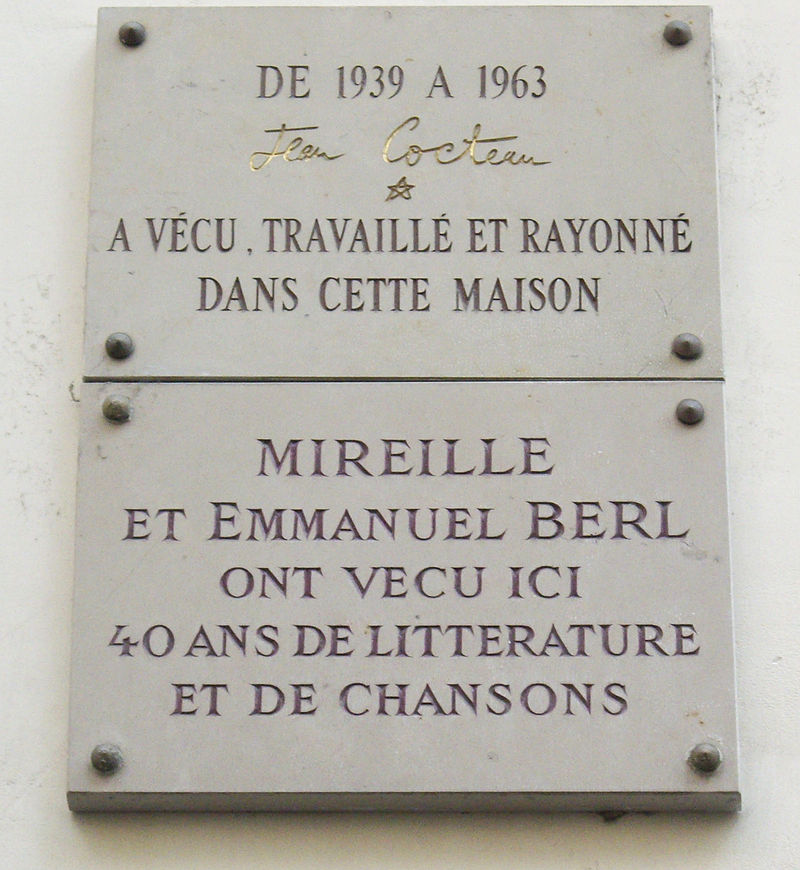 DE 1939 A 1963
Jean Cocteau
A VÉCU, TRAVAILLÉ ET RAYONNÉ
DANS CETTE MAISON
MIREILLE
ET EMMANUEL BERL
ONT VECU ICI
40 ANS DE LITTERATURE
ET DE CHANSONS